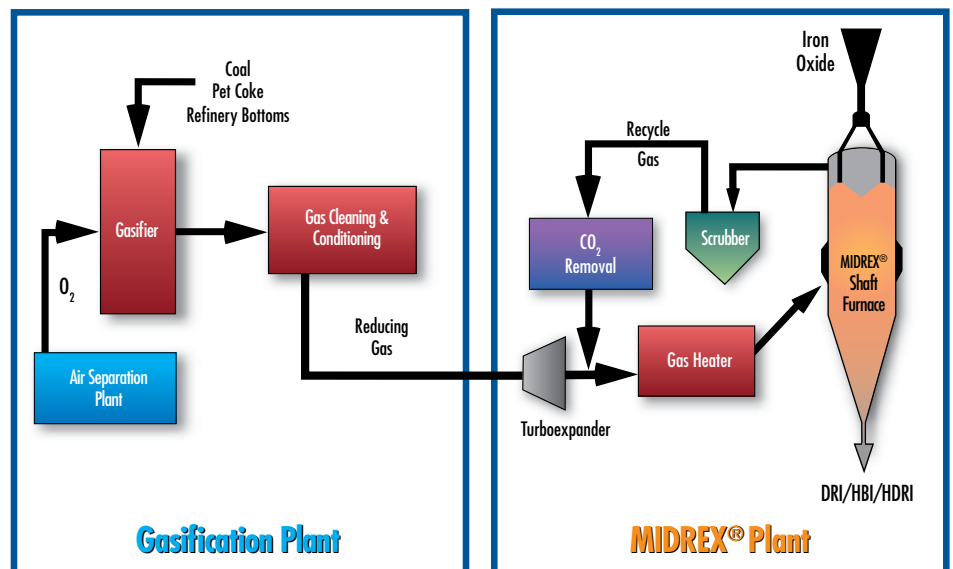 Coal
Pet Coke
Refinery Bottoms
Gasifier
Gas Cleaning &
Conditioning
O₂
Air Separation
Plant
Reducing
Gas
Gasification Plant
Iron
Oxide
Recycle
Gas
CO₂
Removal
Scrubber
MIDREX®
Shaft
Furnace
Gas Heater
Turboexpander
DRI/HBI/HDRI
MIDREX® Plant